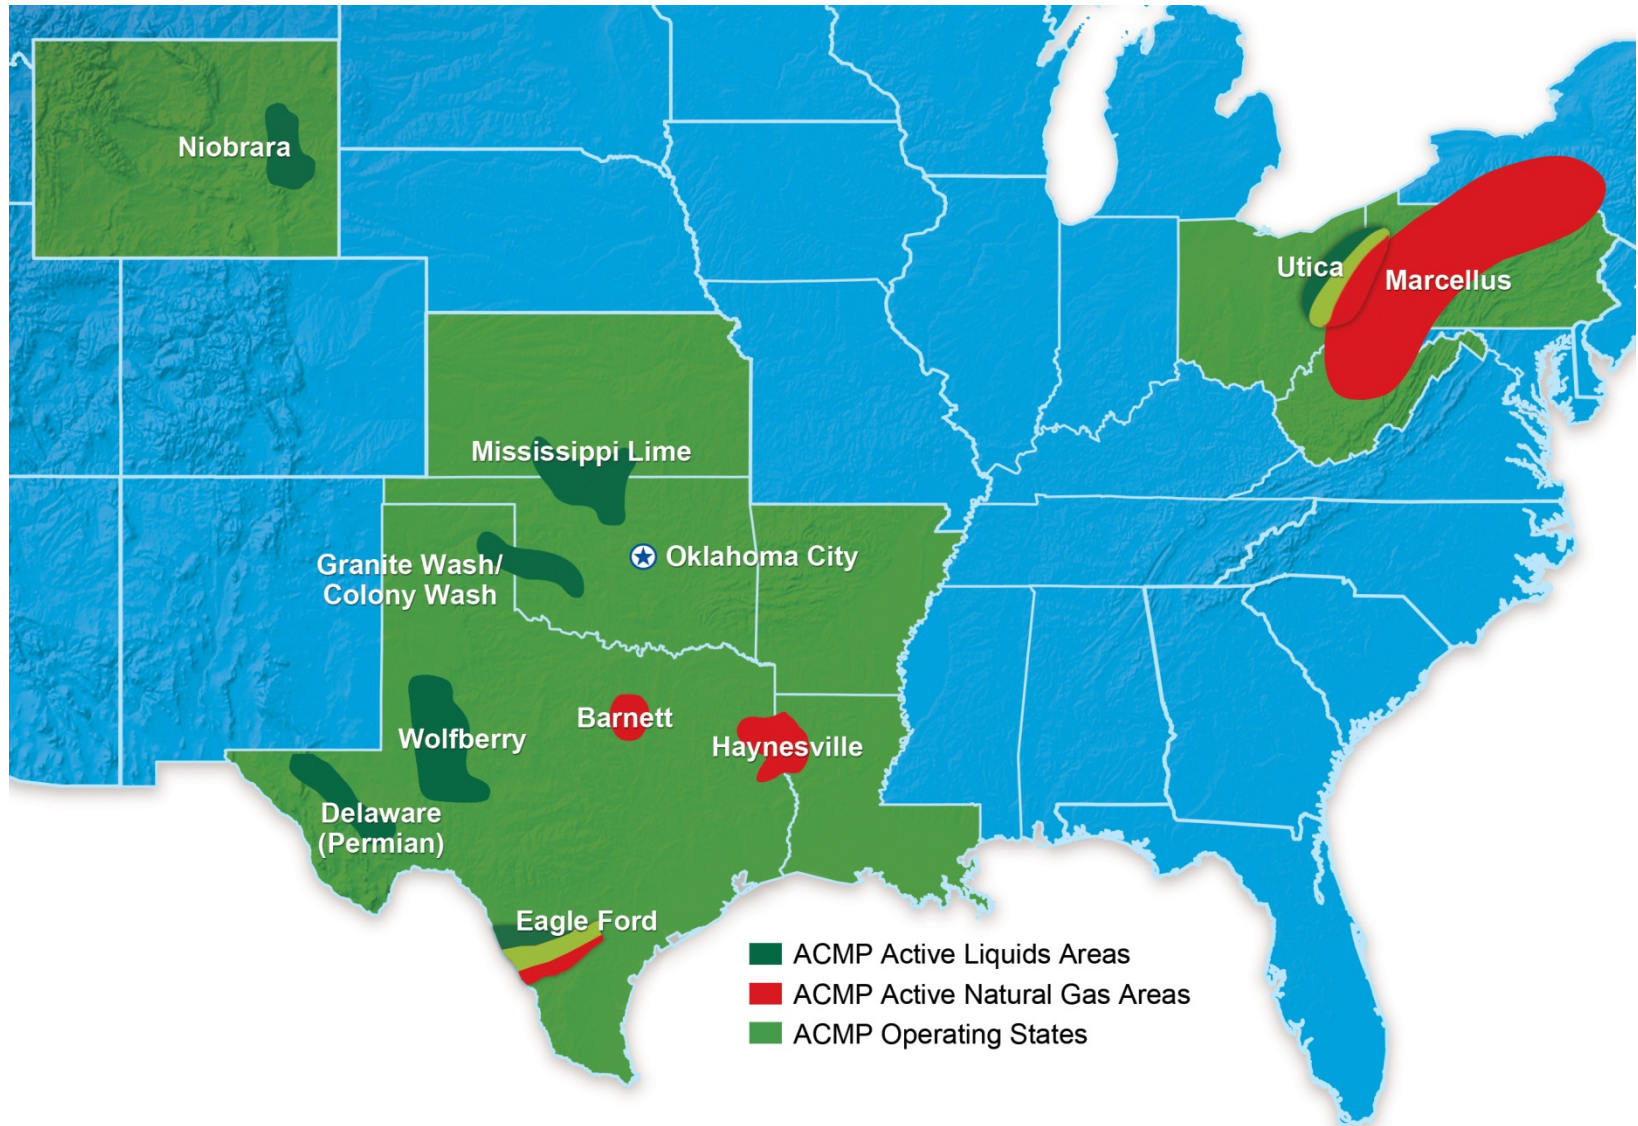 Niobrara
Utica
Marcellus
Mississippi Lime
Granite Wash/
Colony Wash
Oklahoma City
Barnett
Wolfberry
Haynesville
Delaware
(Permian)
Eagle Ford
ACMP Active Liquids Areas
ACMP Active Natural Gas Areas
ACMP Operating States